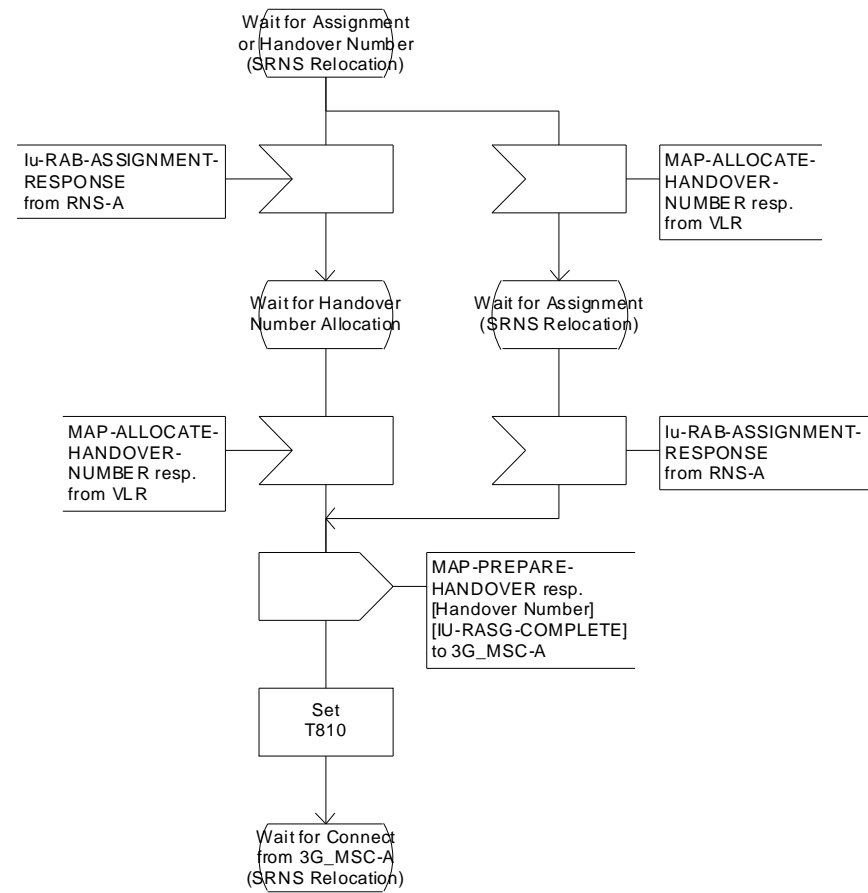 Wait for Assignment
or Handover Number
(SRNS Relocation)
Iu-RAB-ASSIGNMENT-
RESPONSE
from RNS-A
MAP-ALLOCATE-
HANDOVER-
NUMBER resp.
from VLR
Wait for Handover
Number Allocation
Wait for Assignment
(SRNS Relocation)
MAP-ALLOCATE-
HANDOVER-
NUMBER resp.
from VLR
Iu-RAB-ASSIGNMENT-
RESPONSE
from RNS-A
MAP-PREPARE-
HANDOVER resp.
[Handover Number]
[IU-RASG-COMPLETE]
to 3G_MSC-A
Set
T810
Wait for Connect
from 3G_MSC-A
(SRNS Relocation)